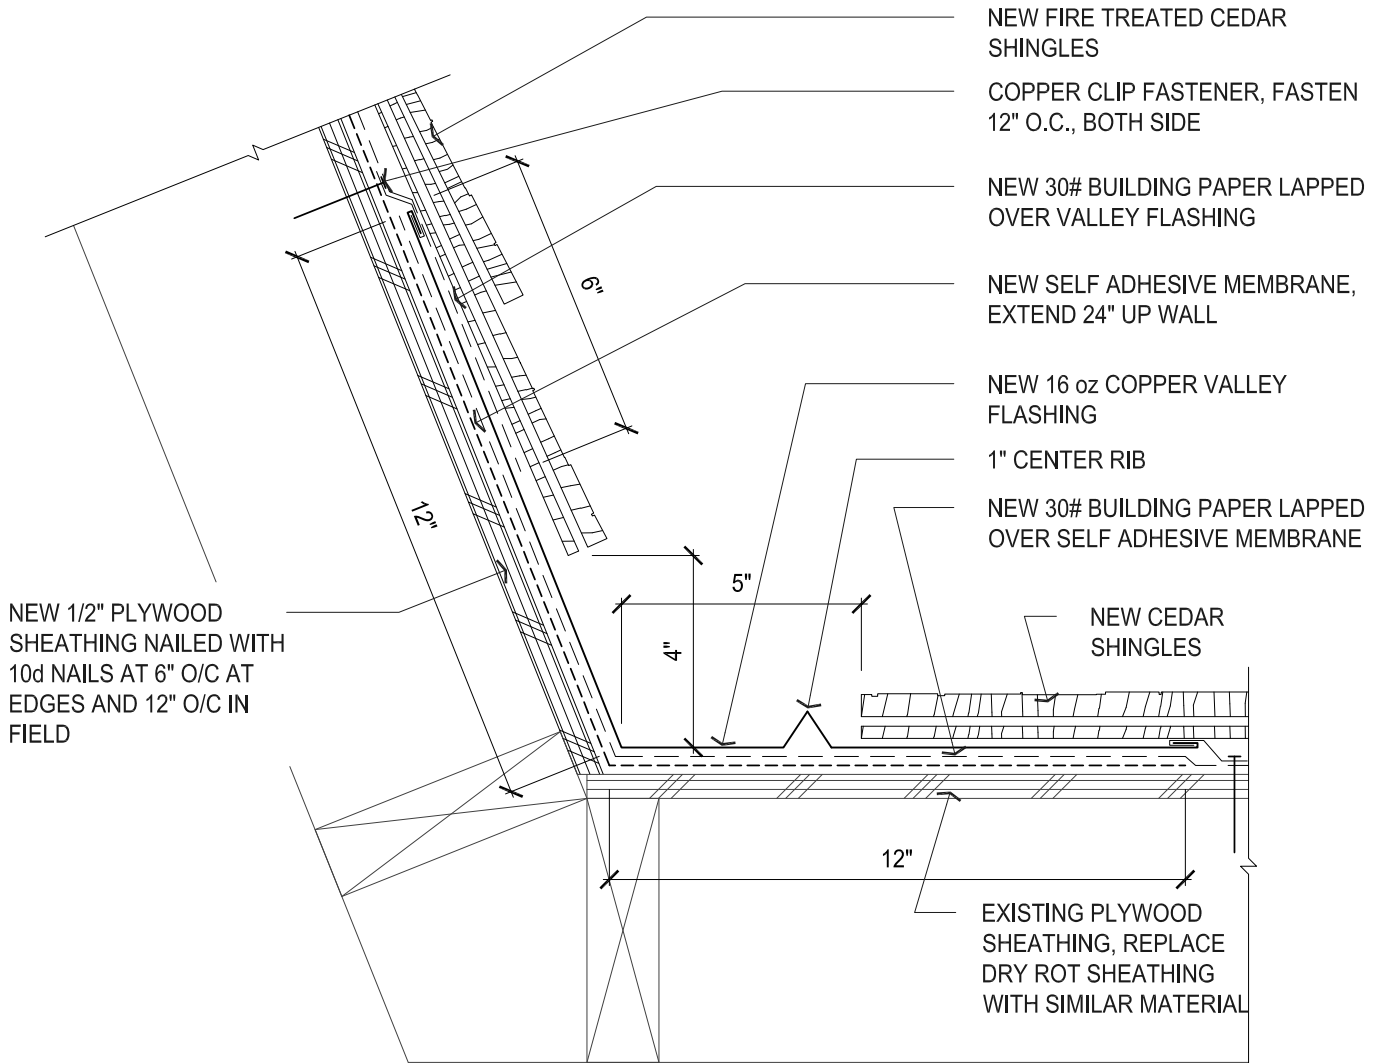 NEW FIRE TREATED CEDAR
SHINGLES
COPPER CLIP FASTENER, FASTEN
12" O.C., BOTH SIDE
NEW 30# BUILDING PAPER LAPPED
OVER VALLEY FLASHING
NEW SELF ADHESIVE MEMBRANE,
EXTEND 24" UP WALL
NEW 16 oz COPPER VALLEY
FLASHING
1" CENTER RIB
NEW 30# BUILDING PAPER LAPPED
OVER SELF ADHESIVE MEMBRANE
NEW CEDAR
SHINGLES
6"
12"
5"
4"
NEW 1/2" PLYWOOD
SHEATHING NAILED WITH
10d NAILS AT 6" O/C AT
EDGES AND 12" O/C IN
FIELD
12"
EXISTING PLYWOOD
SHEATHING, REPLACE
DRY ROT SHEATHING
WITH SIMILAR MATERIAL